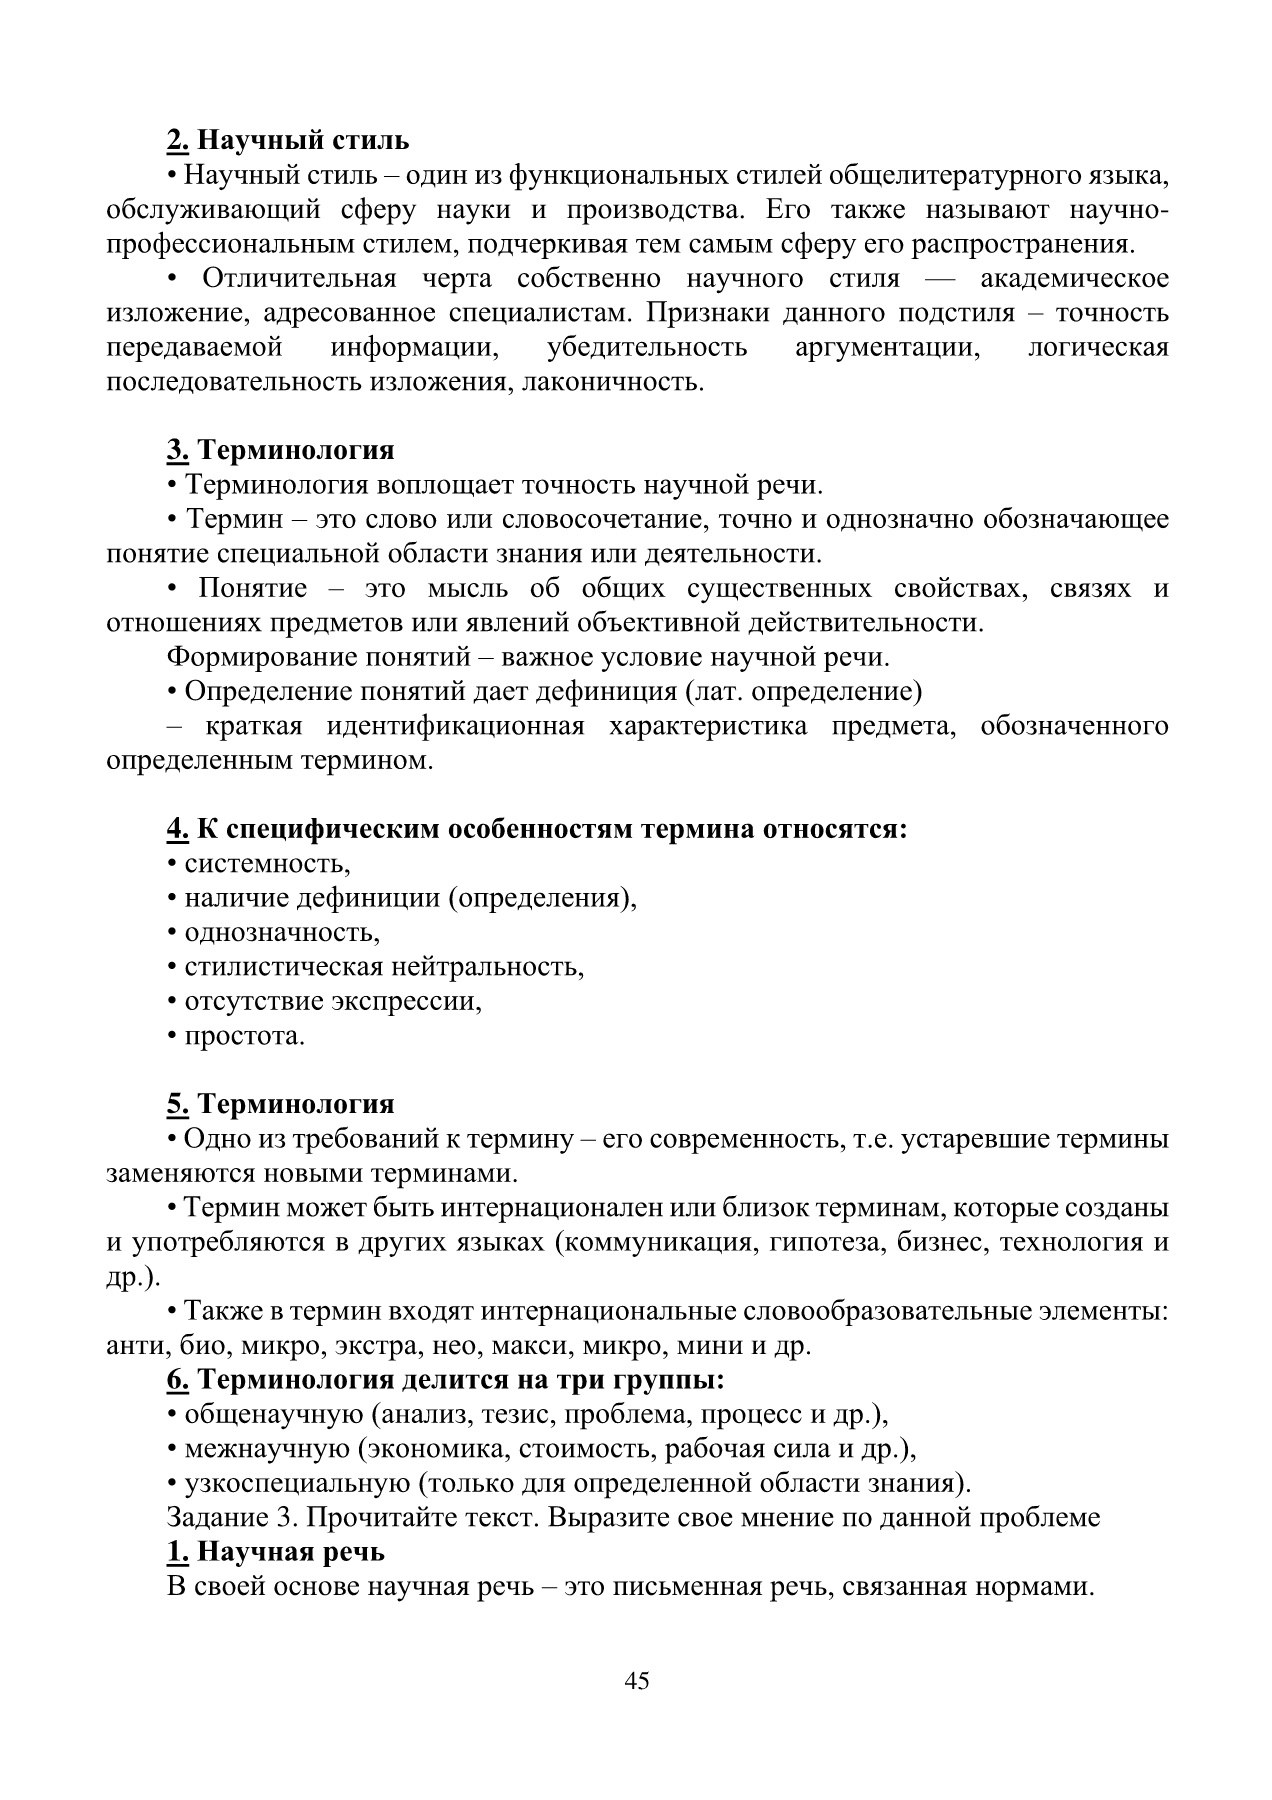 2. Научный стиль
• Научный стиль – один из функциональных стилей общелитературного языка,
обслуживающий сферу науки и производства. Его также называют научно-
профессиональным стилем, подчеркивая тем самым сферу его распространения.
• Отличительная черта собственно научного стиля — академическое
изложение, адресованное специалистам. Признаки данного подстиля – точность
передаваемой информации, убедительность аргументации, логическая
последовательность изложения, лаконичность.
3. Терминология
• Терминология воплощает точность научной речи.
• Термин – это слово или словосочетание, точно и однозначно обозначающее
понятие специальной области знания или деятельности.
• Понятие – это мысль об общих существенных свойствах, связях и
отношениях предметов или явлений объективной действительности.
Формирование понятий – важное условие научной речи.
• Определение понятий дает дефиниция (лат. определение)
– краткая идентификационная характеристика предмета, обозначенного
определенным термином.
4. К специфическим особенностям термина относятся:
• системность,
• наличие дефиниции (определения),
• однозначность,
• стилистическая нейтральность,
• отсутствие экспрессии,
• простота.
5. Терминология
• Одно из требований к термину – его современность, т.е. устаревшие термины
заменяются новыми терминами.
• Термин может быть интернационален или близок терминам, которые созданы
и употребляются в других языках (коммуникация, гипотеза, бизнес, технология и
др.).
• Также в термин входят интернациональные словообразовательные элементы:
анти, био, микро, экстра, нео, макси, микро, мини и др.
6. Терминология делится на три группы:
• общенаучную (анализ, тезис, проблема, процесс и др.),
• межнаучную (экономика, стоимость, рабочая сила и др.),
• узкоспециальную (только для определенной области знания).
Задание 3. Прочитайте текст. Выразите свое мнение по данной проблеме
1. Научная речь
В своей основе научная речь – это письменная речь, связанная нормами.
45